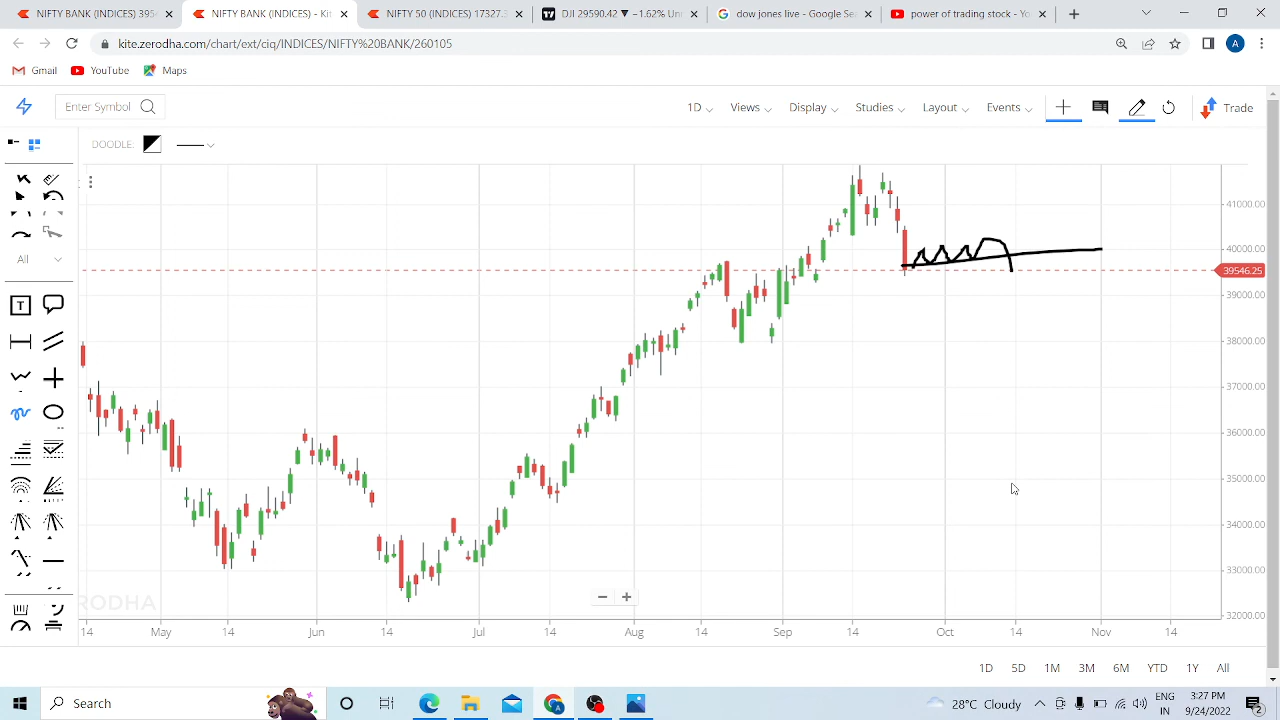 NIFTY BANK (INDICES) 395
NIFTY BANK (INDICES) - Kit
NIFTY 50 (INDICES) 17327.3
DJI 29590.42 ▼ −1.62% Un
dow jones live - Google Se
power of trading stock - Yo
kite.zerodha.com/chart/ext/ciq/INDICES/NIFTY%20BANK/260105
A
Gmail
YouTube
Maps
Enter Symbol
1D
Views
Display
Studies
Layout
Events
Trade
DOODLE:
All
T
41000.00
40000.00
39546.25
39000.00
38000.00
37000.00
36000.00
35000.00
34000.00
33000.00
32000.00
RODHA
14 May 14 Jun 14 Jul 14 Aug 14 Sep 14 Oct 14 Nov 14
1D 5D 1M 3M 6M YTD 1Y All
Search
28°C Cloudy
ENG
IN
3:27 PM
9/24/2022
2